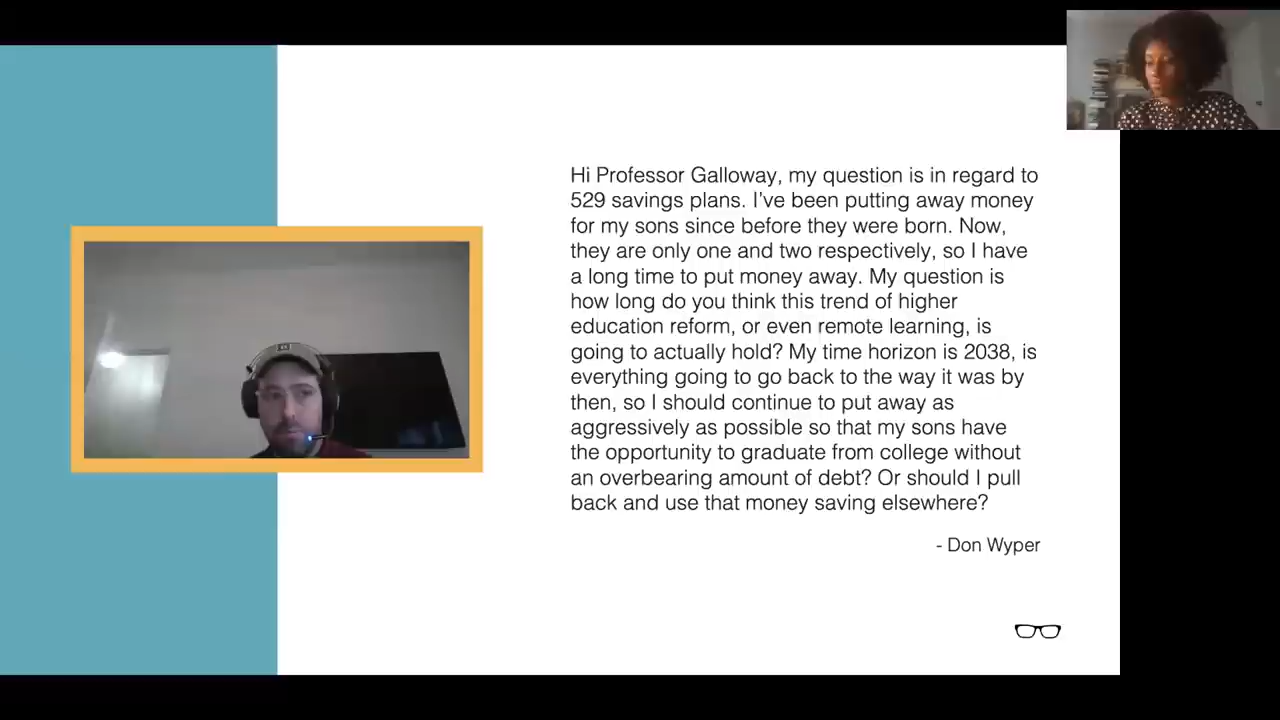 Hi Professor Galloway, my question is in regard to
529 savings plans. I've been putting away money
for my sons since before they were born. Now,
they are only one and two respectively, so I have
a long time to put money away. My question is
how long do you think this trend of higher
education reform, or even remote learning, is
going to actually hold? My time horizon is 2038, is
everything going to go back to the way it was by
then, so I should continue to put away as
aggressively as possible so that my sons have
the opportunity to graduate from college without
an overbearing amount of debt? Or should I pull
back and use that money saving elsewhere?
- Don Wyper